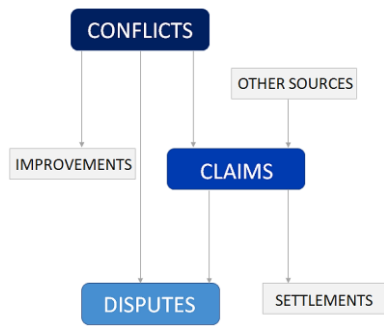 CONFLICTS
OTHER SOURCES
IMPROVEMENTS
CLAIMS
DISPUTES
SETTLEMENTS